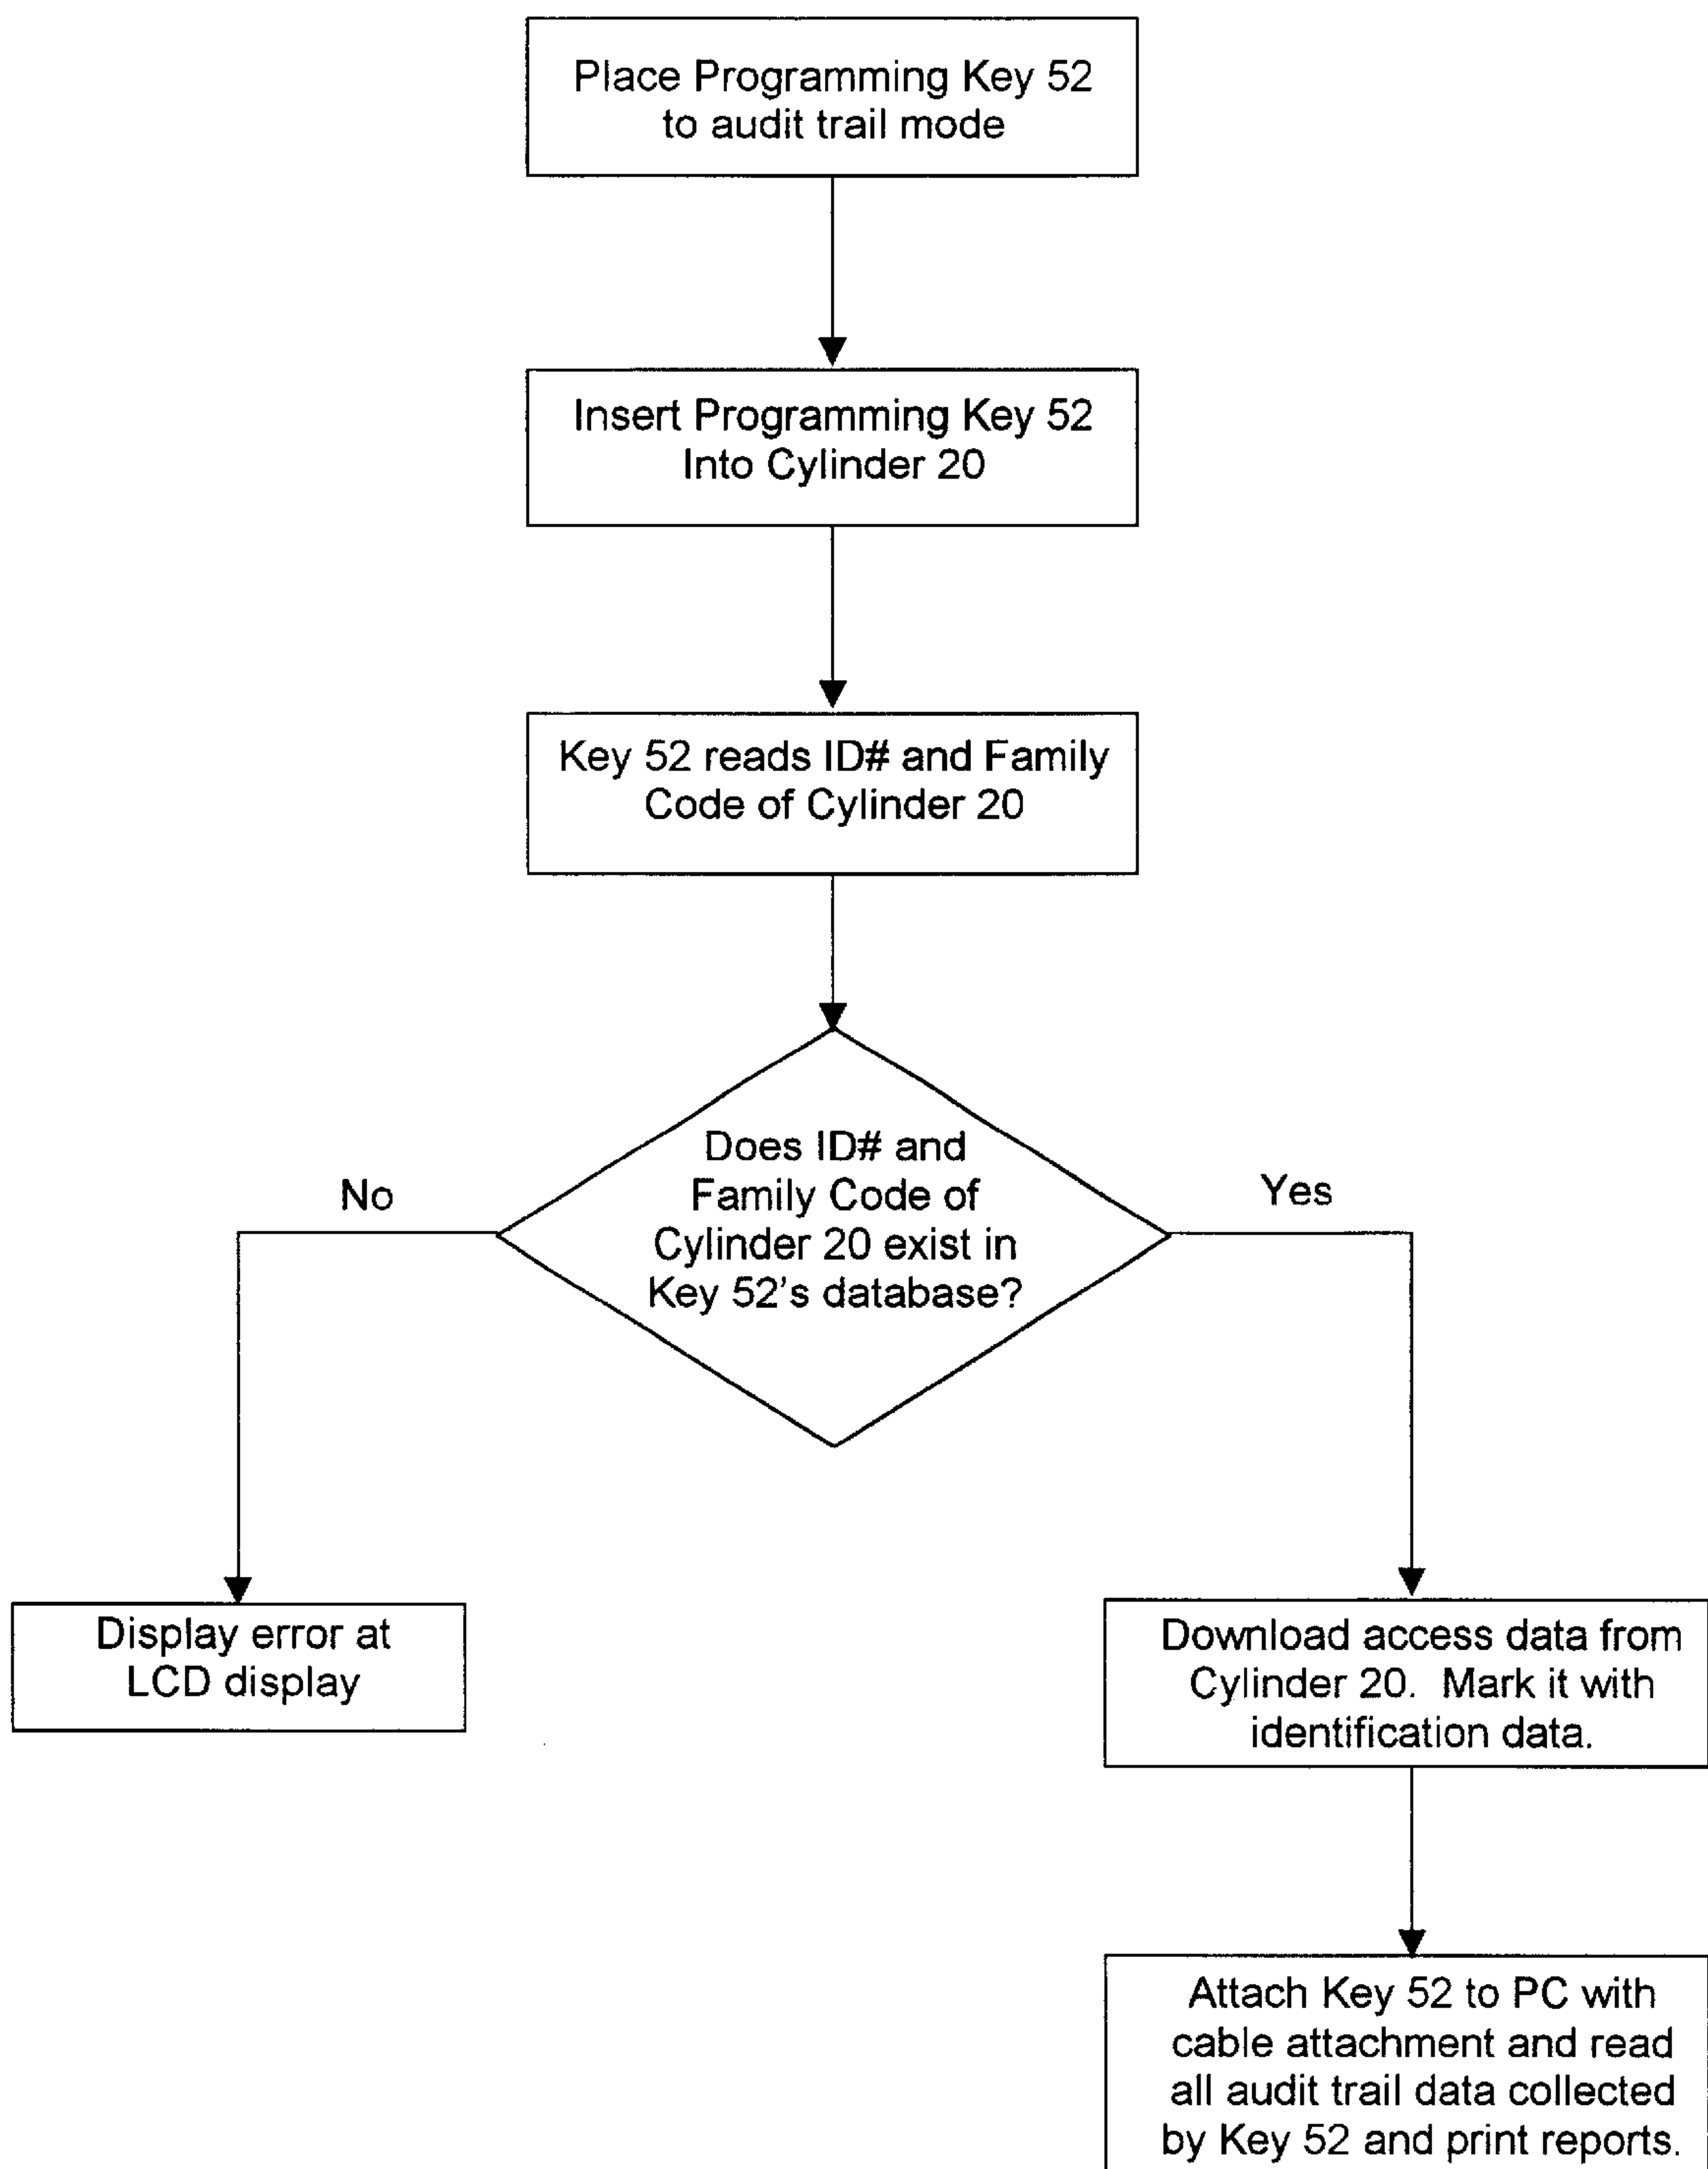 Place Programming Key 52
to audit trail mode
Insert Programming Key 52
Into Cylinder 20
Key 52 reads ID# and Family
Code of Cylinder 20
Does ID# and
Family Code of
Cylinder 20 exist in
Key 52's database?
No
Yes
Display error at
LCD display
Download access data from
Cylinder 20.  Mark it with
identification data.
Attach Key 52 to PC with
cable attachment and read
all audit trail data collected
by Key 52 and print reports.